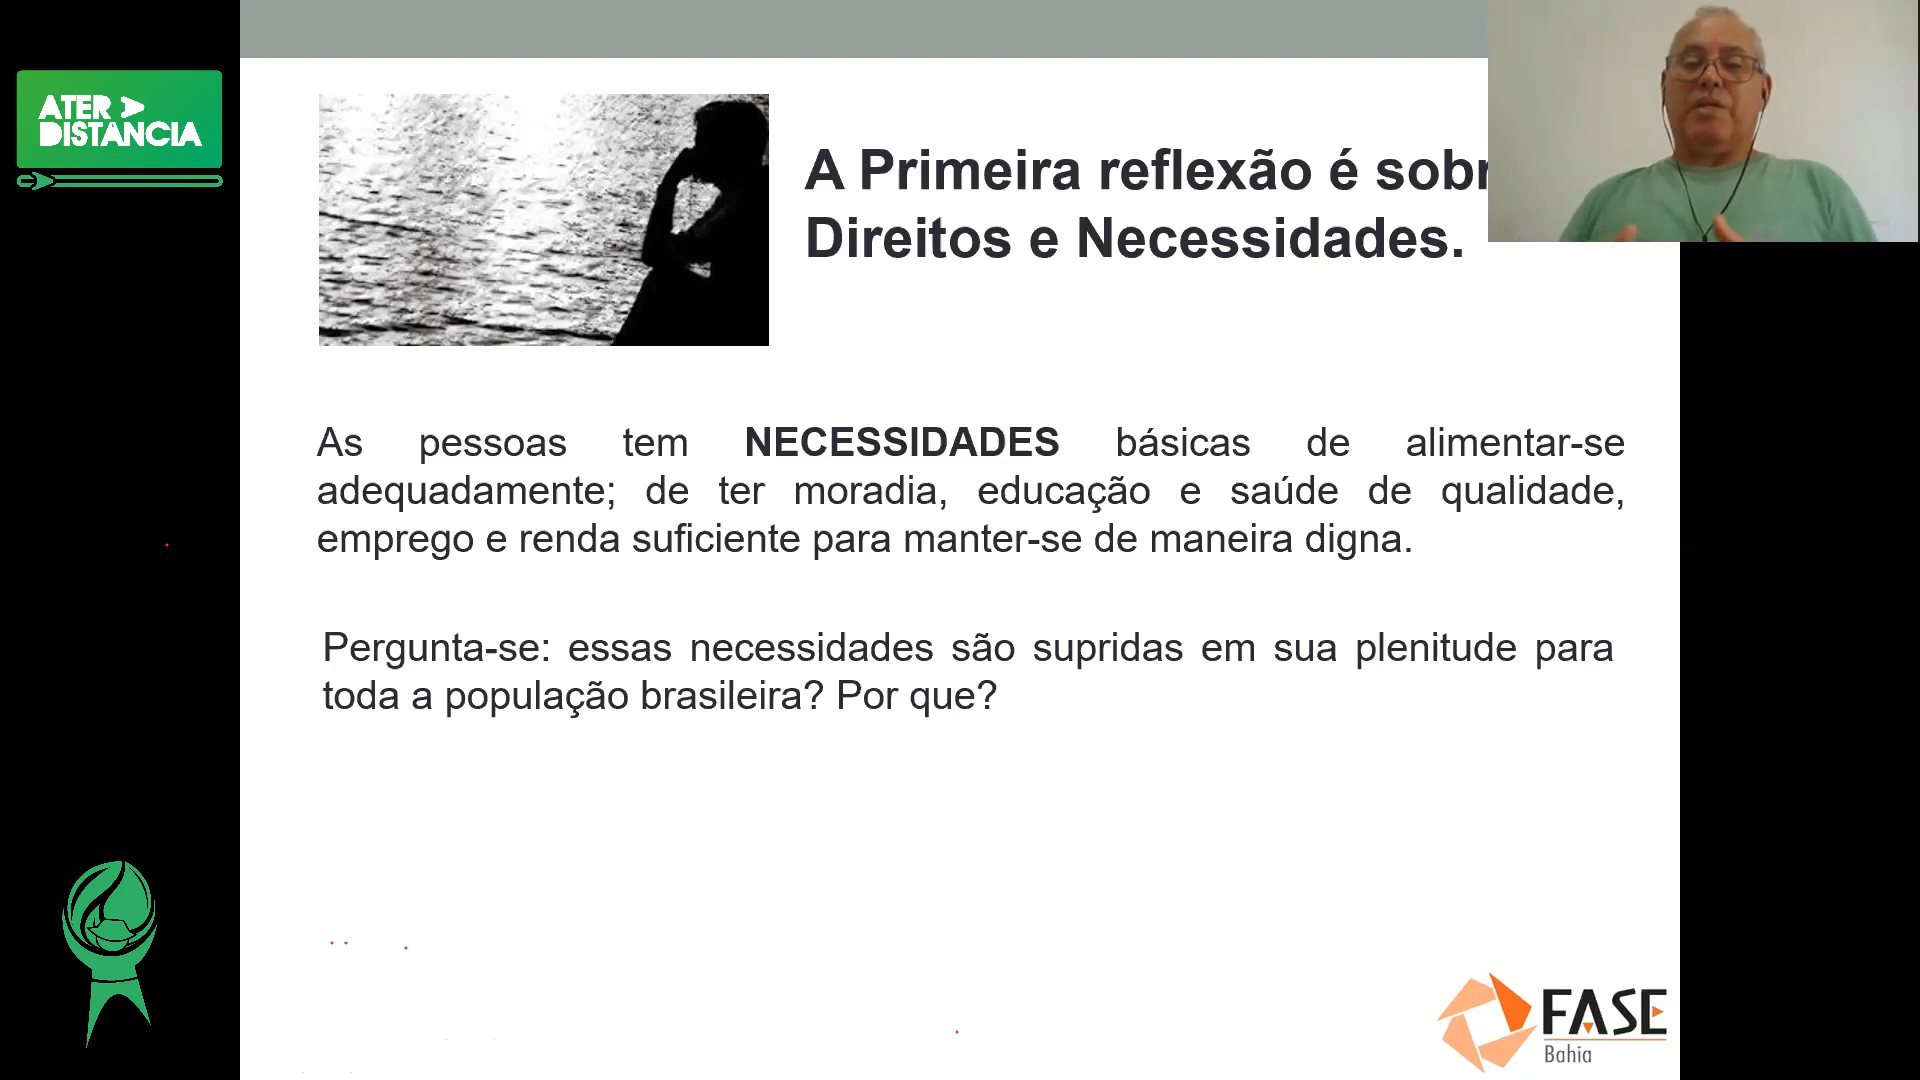 ATER
DISTANCIA
A Primeira reflexão é sobr
Direitos e Necessidades.
As pessoas tem NECESSIDADES básicas de alimentar-se
adequadamente; de ter moradia, educação e saúde de qualidade,
emprego e renda suficiente para manter-se de maneira digna.
Pergunta-se: essas necessidades são supridas em sua plenitude para
toda a população brasileira? Por que?
FASE
Bahia